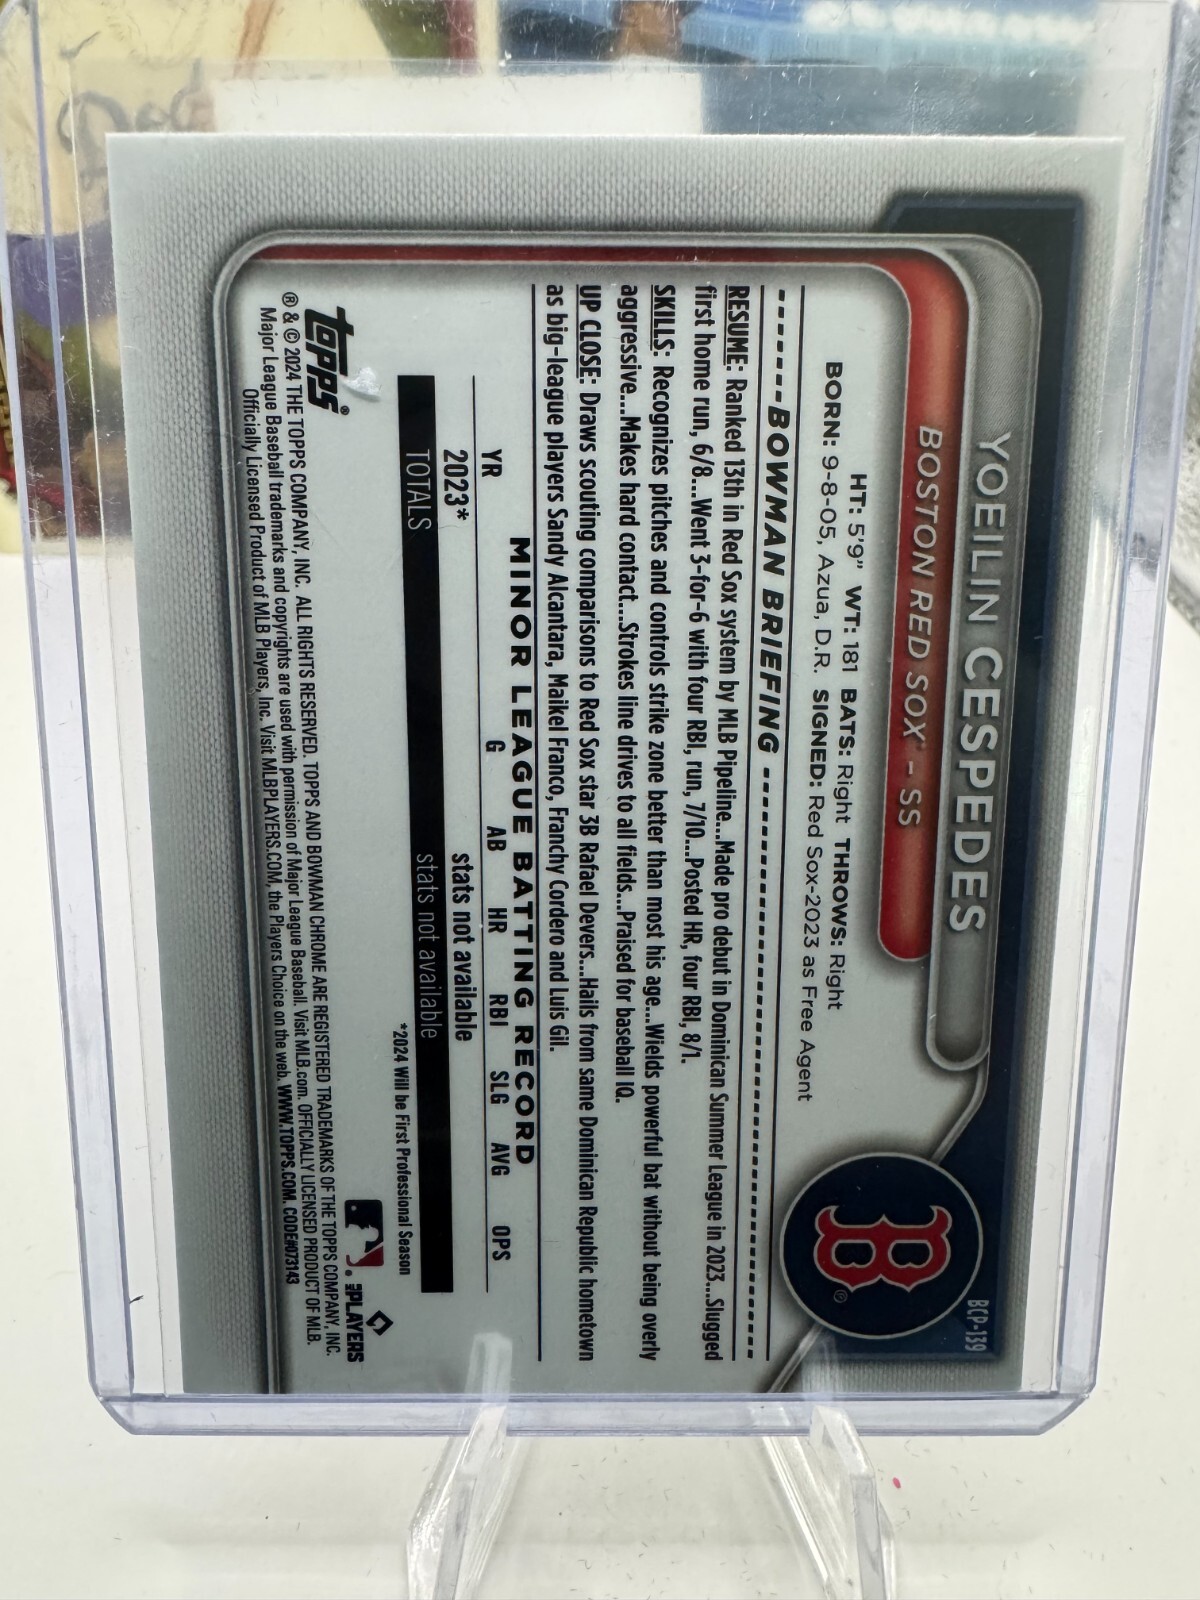 BCP-139
YOEILIN CESPEDES
BOSTON RED SOX® - SS
B®
HT: 5'9" WT: 181 BATS: Right THROWS: Right
BORN: 9-8-05, Azua, D.R. SIGNED: Red Sox-2023 as Free Agent
BOWMAN BRIEFING
RESUME: Ranked 13th in Red Sox system by MLB Pipeline...Made pro debut in Dominican Summer League in 2023...Slugged
first home run, 6/8...Went 3-for-6 with four RBI, run, 7/10...Posted HR, four RBI, 8/1.
SKILLS: Recognizes pitches and controls strike zone better than most his age...Wields powerful bat without being overly
aggressive...Makes hard contact...Strokes line drives to all fields...Praised for baseball IQ.
UP CLOSE: Draws scouting comparisons to Red Sox star 3B Rafael Devers...Hails from same Dominican Republic hometown
as big-league players Sandy Alcantara, Maikel Franco, Franchy Cordero and Luis Gil.
MINOR LEAGUE BATTING RECORD
YR G AB HR RBI SLG AVG OPS
2023* stats not available
TOTALS stats not available
*2024 Will be First Professional Season
topps®
MLB PLAYERS
® & © 2024 THE TOPPS COMPANY, INC. ALL RIGHTS RESERVED. TOPPS AND BOWMAN CHROME ARE REGISTERED TRADEMARKS OF THE TOPPS COMPANY, INC.
Major League Baseball trademarks and copyrights are used with permission of Major League Baseball. Visit MLB.com. OFFICIALLY LICENSED PRODUCT OF MLB.
Officially Licensed Product of MLB Players, Inc. Visit MLBPLAYERS.COM, the Players Choice on the web. WWW.TOPPS.COM. CODE#073143